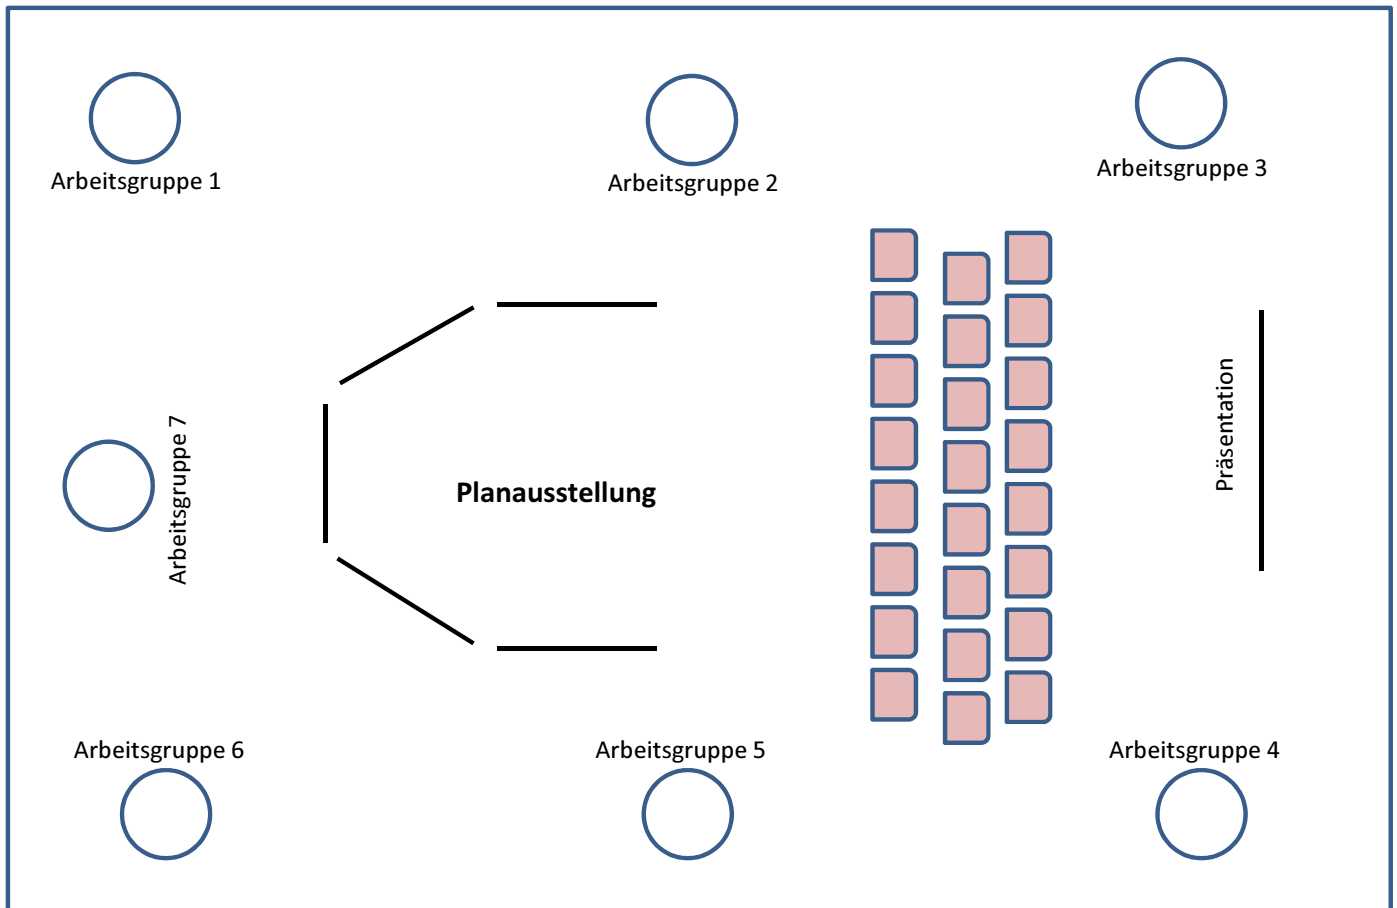 Arbeitsgruppe 1
Arbeitsgruppe 2
Arbeitsgruppe 3
Arbeitsgruppe 7
Planausstellung
Präsentation
Arbeitsgruppe 6
Arbeitsgruppe 5
Arbeitsgruppe 4